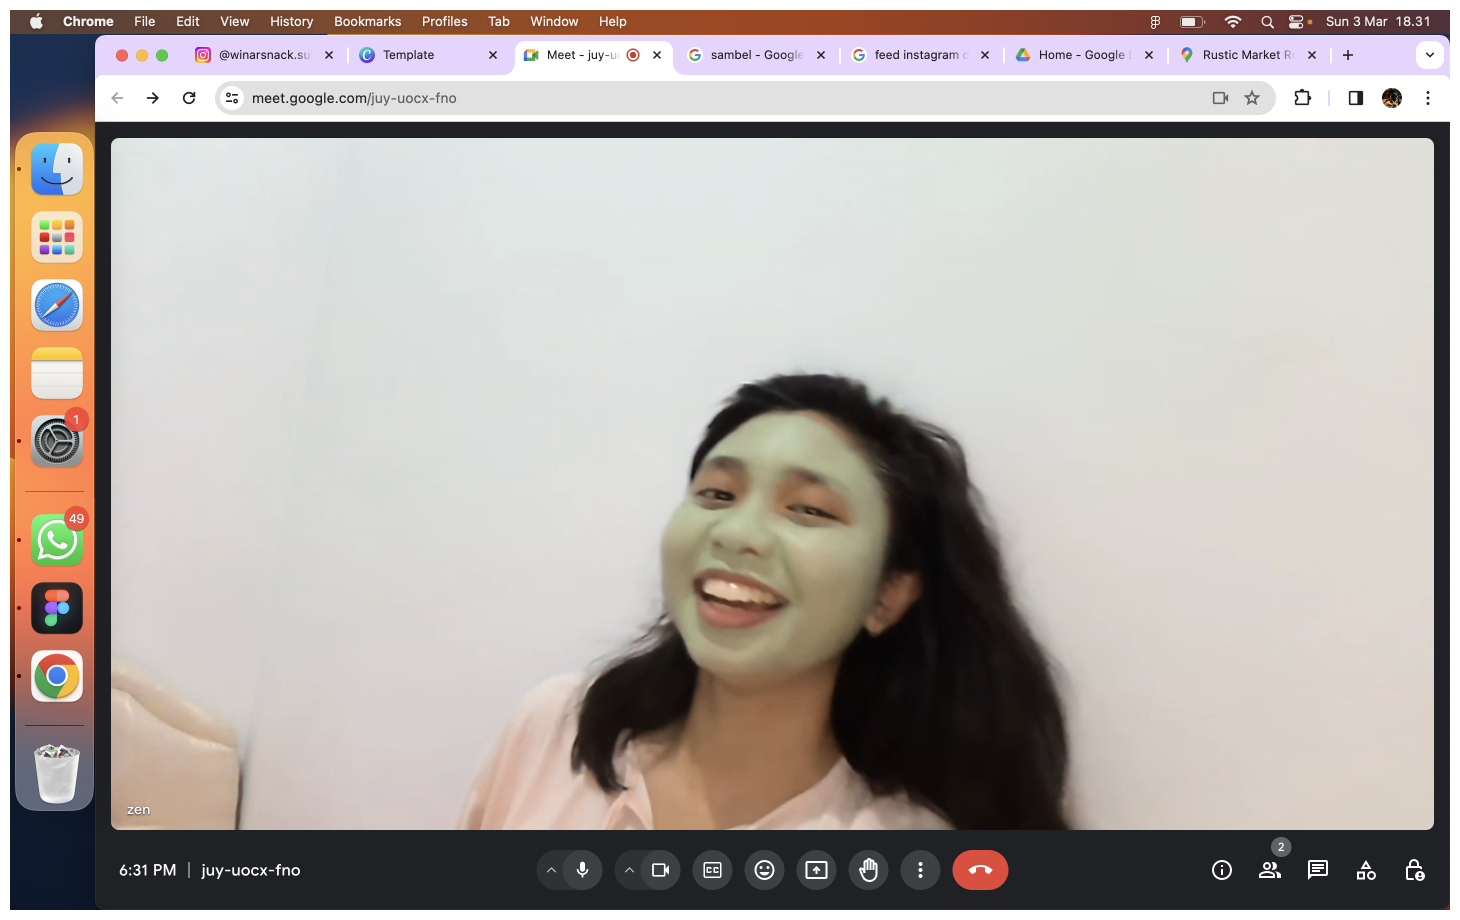 Chrome File Edit View History Bookmarks Profiles Tab Window Help Sun 3 Mar 18.31
@winarsnack.su Template Meet - juy-u sambel - Google feed instagram Home - Google Rustic Market R
meet.google.com/juy-uocx-fno
1
49
zen
2
6:31 PM | juy-uocx-fno
CC